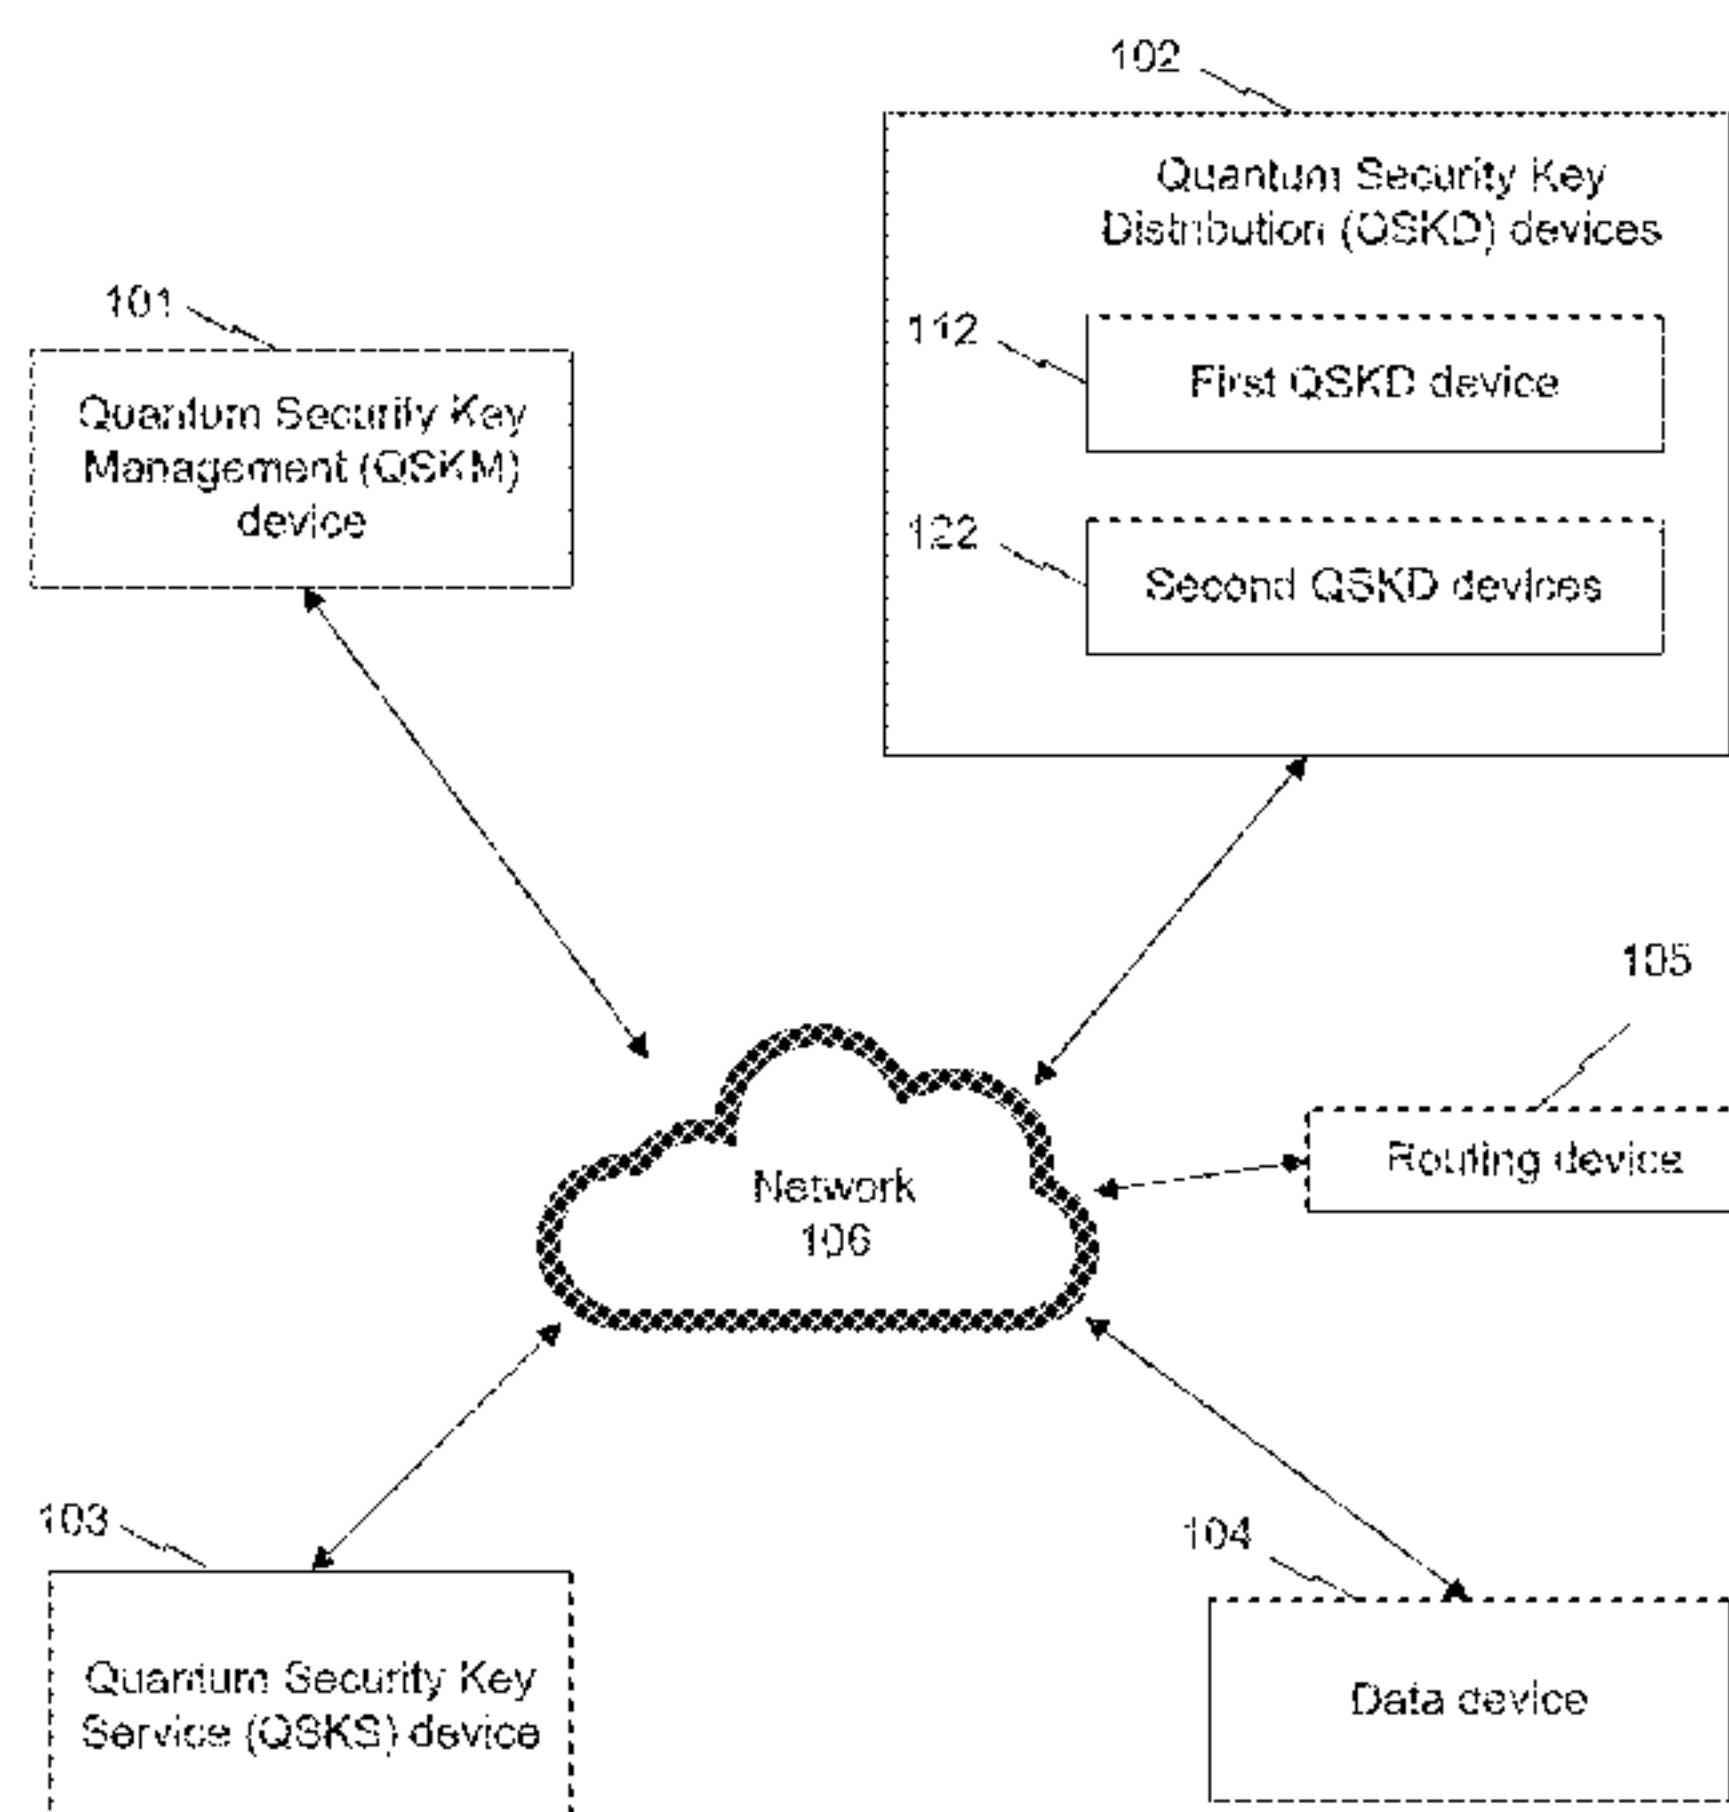 102
Quantum Security Key
Distribution (QSKD) devices
101
112
First QSKD device
Quantum Security Key
Management (QSKM)
device
122
Second QSKD devices
105
Routing device
Network
106
103
104
Quantum Security Key
Service (QSKS) device
Data device